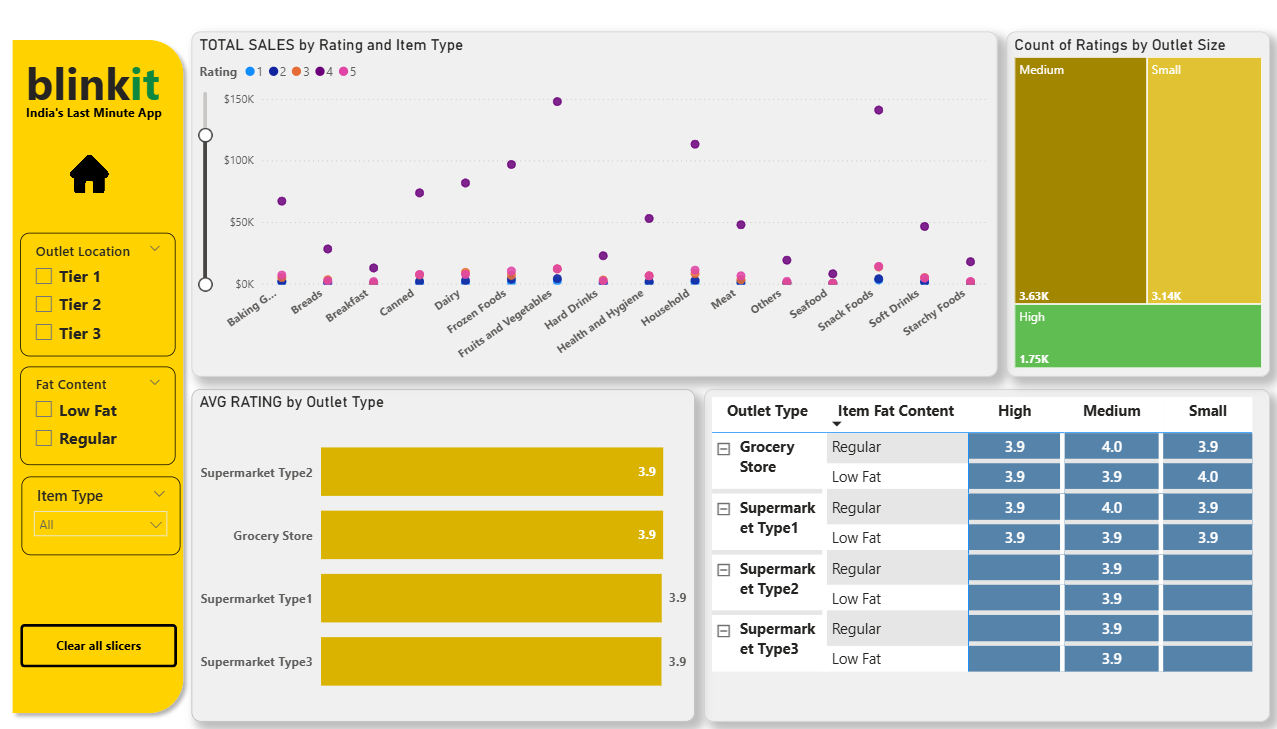 blinkit
India's Last Minute App
Outlet Location
Tier 1
Tier 2
Tier 3
Fat Content
Low Fat
Regular
Item Type
All
Clear all slicers
TOTAL SALES by Rating and Item Type
Rating 1 2 3 4 5
$150K
$100K
$50K
$0K
Baking G...
Breads
Breakfast
Canned
Dairy
Frozen Foods
Fruits and Vegetables
Hard Drinks
Health and Hygiene
Household
Meat
Others
Seafood
Snack Foods
Soft Drinks
Starchy Foods
Count of Ratings by Outlet Size
Medium Small
3.63K 3.14K
High
1.75K
AVG RATING by Outlet Type
Supermarket Type2 3.9
Grocery Store 3.9
Supermarket Type1 3.9
Supermarket Type3 3.9
Outlet Type Item Fat Content High Medium Small
Grocery Regular 3.9 4.0 3.9
Store
Low Fat 3.9 3.9 4.0
Supermark Regular 3.9 4.0 3.9
et Type1
Low Fat 3.9 3.9 3.9
Supermark Regular 3.9
et Type2
Low Fat 3.9
Supermark Regular 3.9
et Type3
Low Fat 3.9